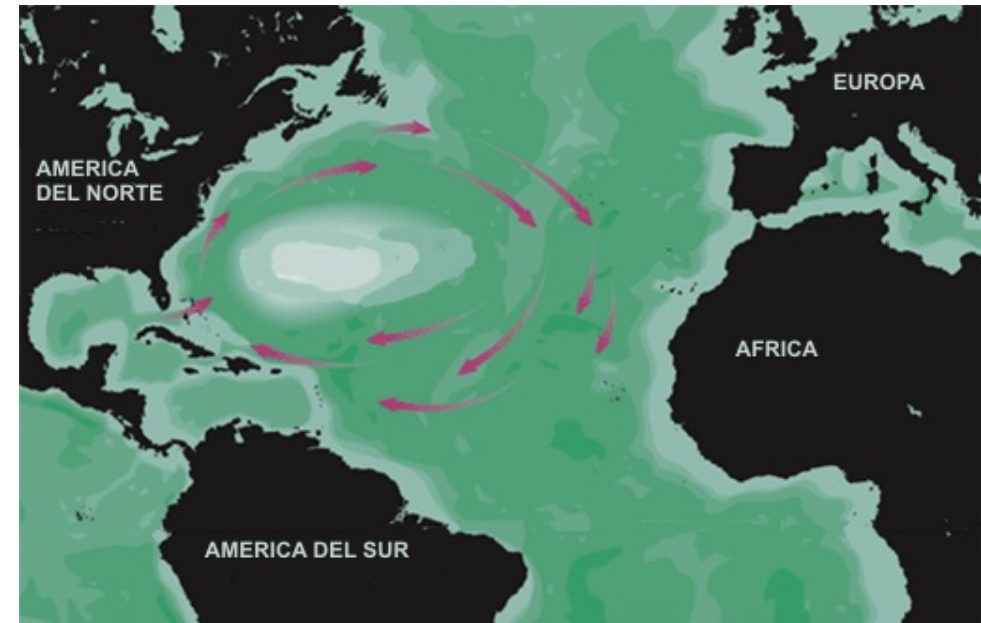 EUROPA
AMERICA
DEL NORTE
AFRICA
AMERICA DEL SUR